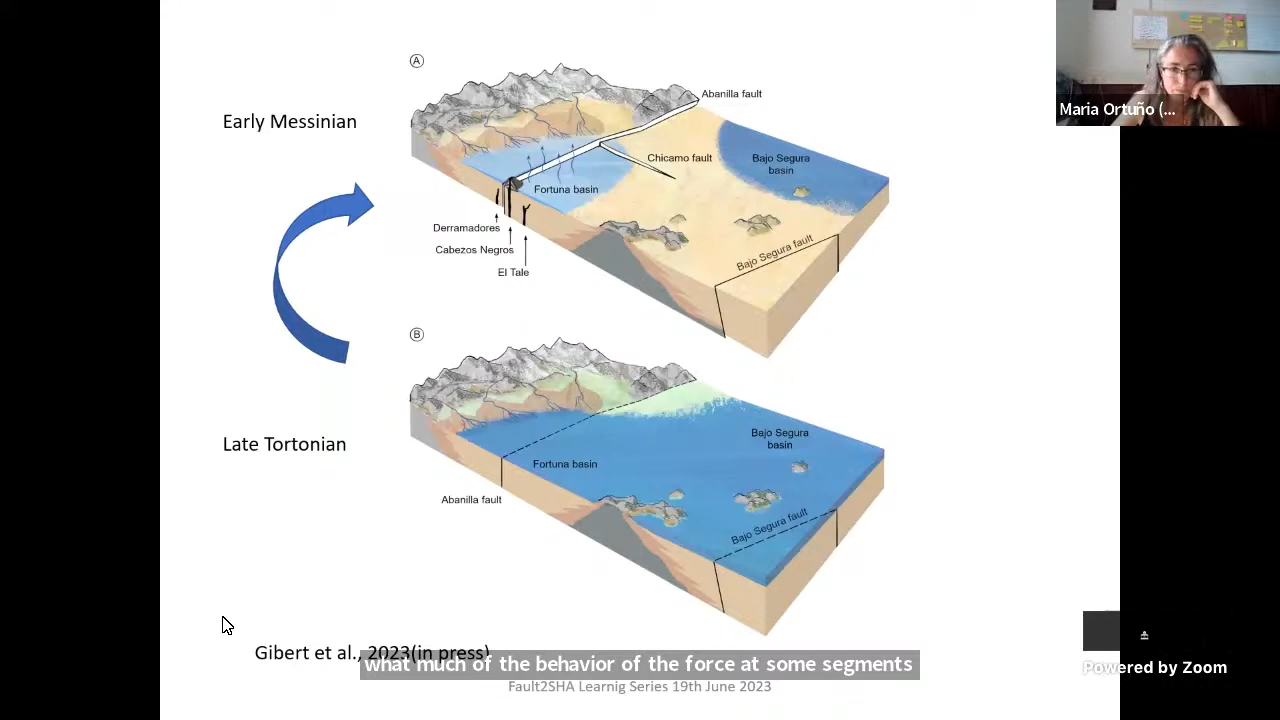 A
Early Messinian
Abanilla fault
Chicamo fault
Bajo Segura
basin
Fortuna basin
Derramadores
Cabezos Negros
El Tale
Bajo Segura fault
B
Late Tortonian
Bajo Segura
basin
Fortuna basin
Abanilla fault
Bajo Segura fault
Gibert et al., 2023(in press)
what much of the behavior of the force at some segments
Fault2SHA Learnig Series 19th June 2023
Maria Ortuño (...
Powered by Zoom